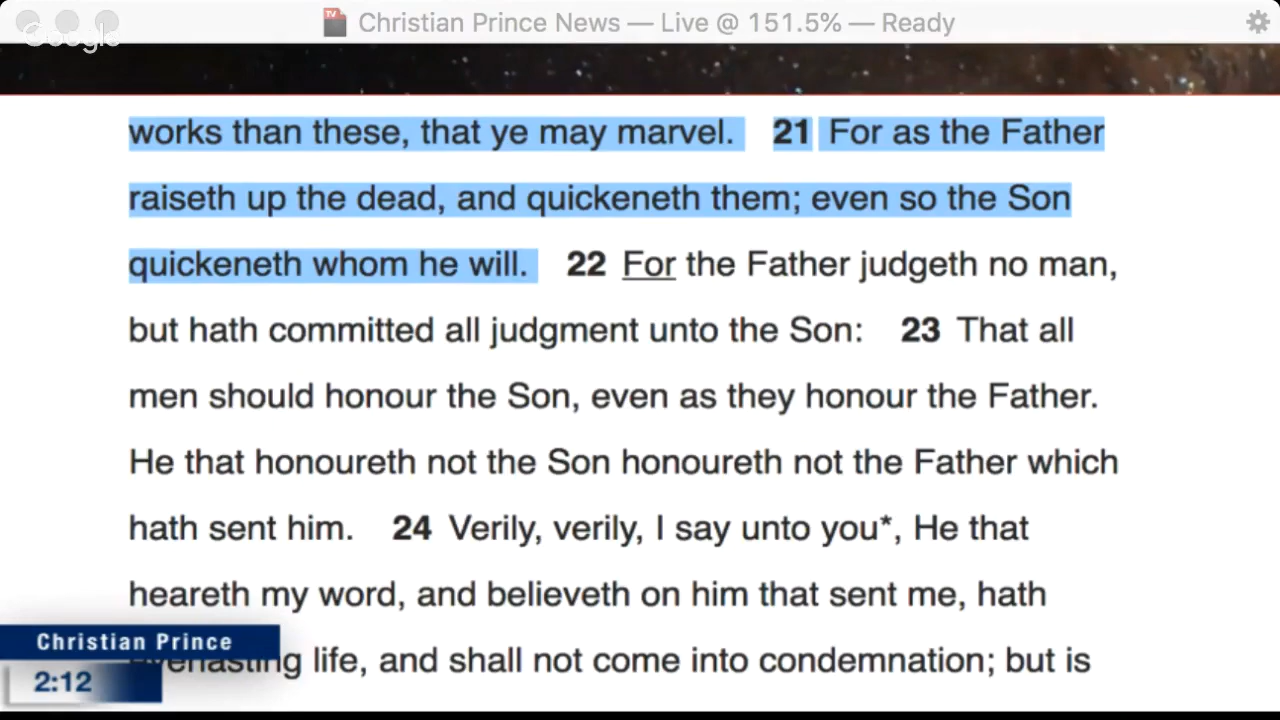 Christian Prince News — Live @ 151.5% — Ready
Google
works than these, that ye may marvel. 21 For as the Father
raiseth up the dead, and quickeneth them; even so the Son
quickeneth whom he will. 22 For the Father judgeth no man,
but hath committed all judgment unto the Son: 23 That all
men should honour the Son, even as they honour the Father.
He that honoureth not the Son honoureth not the Father which
hath sent him. 24 Verily, verily, I say unto you*, He that
heareth my word, and believeth on him that sent me, hath
everlasting life, and shall not come into condemnation; but is
Christian Prince
2:12